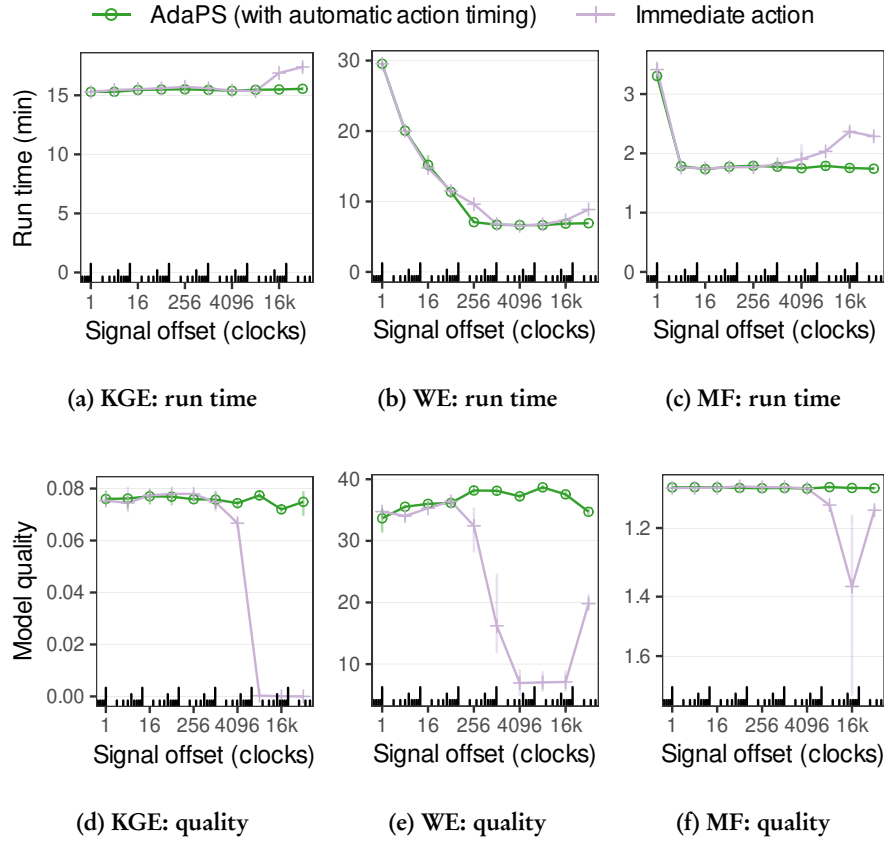 AdaPS (with automatic action timing) Immediate action
Run time (min)
15
10
5
0
1 16 256 4096 16k
Signal offset (clocks)
(a) KGE: run time
30
20
10
0
1 16 256 4096 16k
Signal offset (clocks)
(b) WE: run time
3
2
1
0
1 16 256 4096 16k
Signal offset (clocks)
(c) MF: run time
Model quality
0.08
0.06
0.04
0.02
0.00
1 16 256 4096 16k
Signal offset (clocks)
(d) KGE: quality
40
30
20
10
1 16 256 4096 16k
Signal offset (clocks)
(e) WE: quality
1.2
1.4
1.6
1 16 256 4096 16k
Signal offset (clocks)
(f) MF: quality